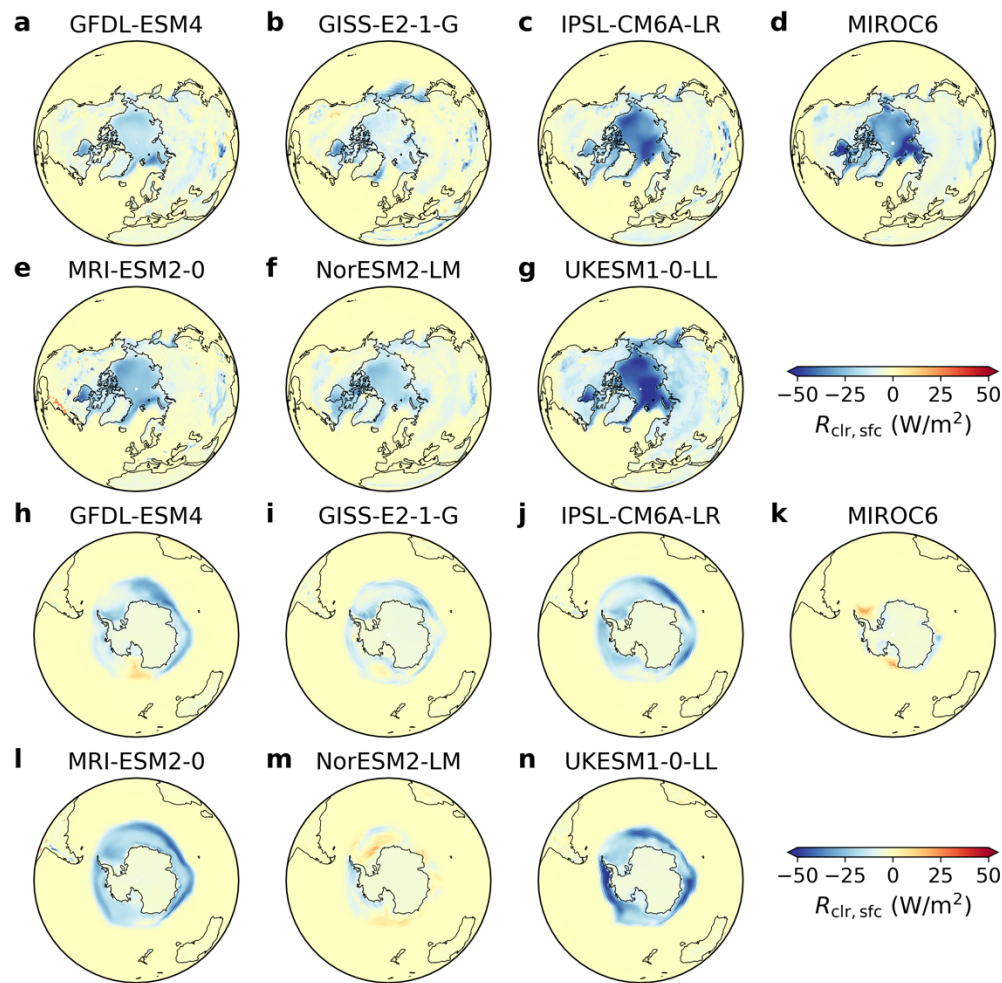 a GFDL-ESM4
b GISS-E2-1-G
c IPSL-CM6A-LR
d MIROC6
e MRI-ESM2-0
f NorESM2-LM
g UKESM1-0-LL
−50 −25 0 25 50
R_clr, sfc (W/m²)
h GFDL-ESM4
i GISS-E2-1-G
j IPSL-CM6A-LR
k MIROC6
l MRI-ESM2-0
m NorESM2-LM
n UKESM1-0-LL
−50 −25 0 25 50
R_clr, sfc (W/m²)